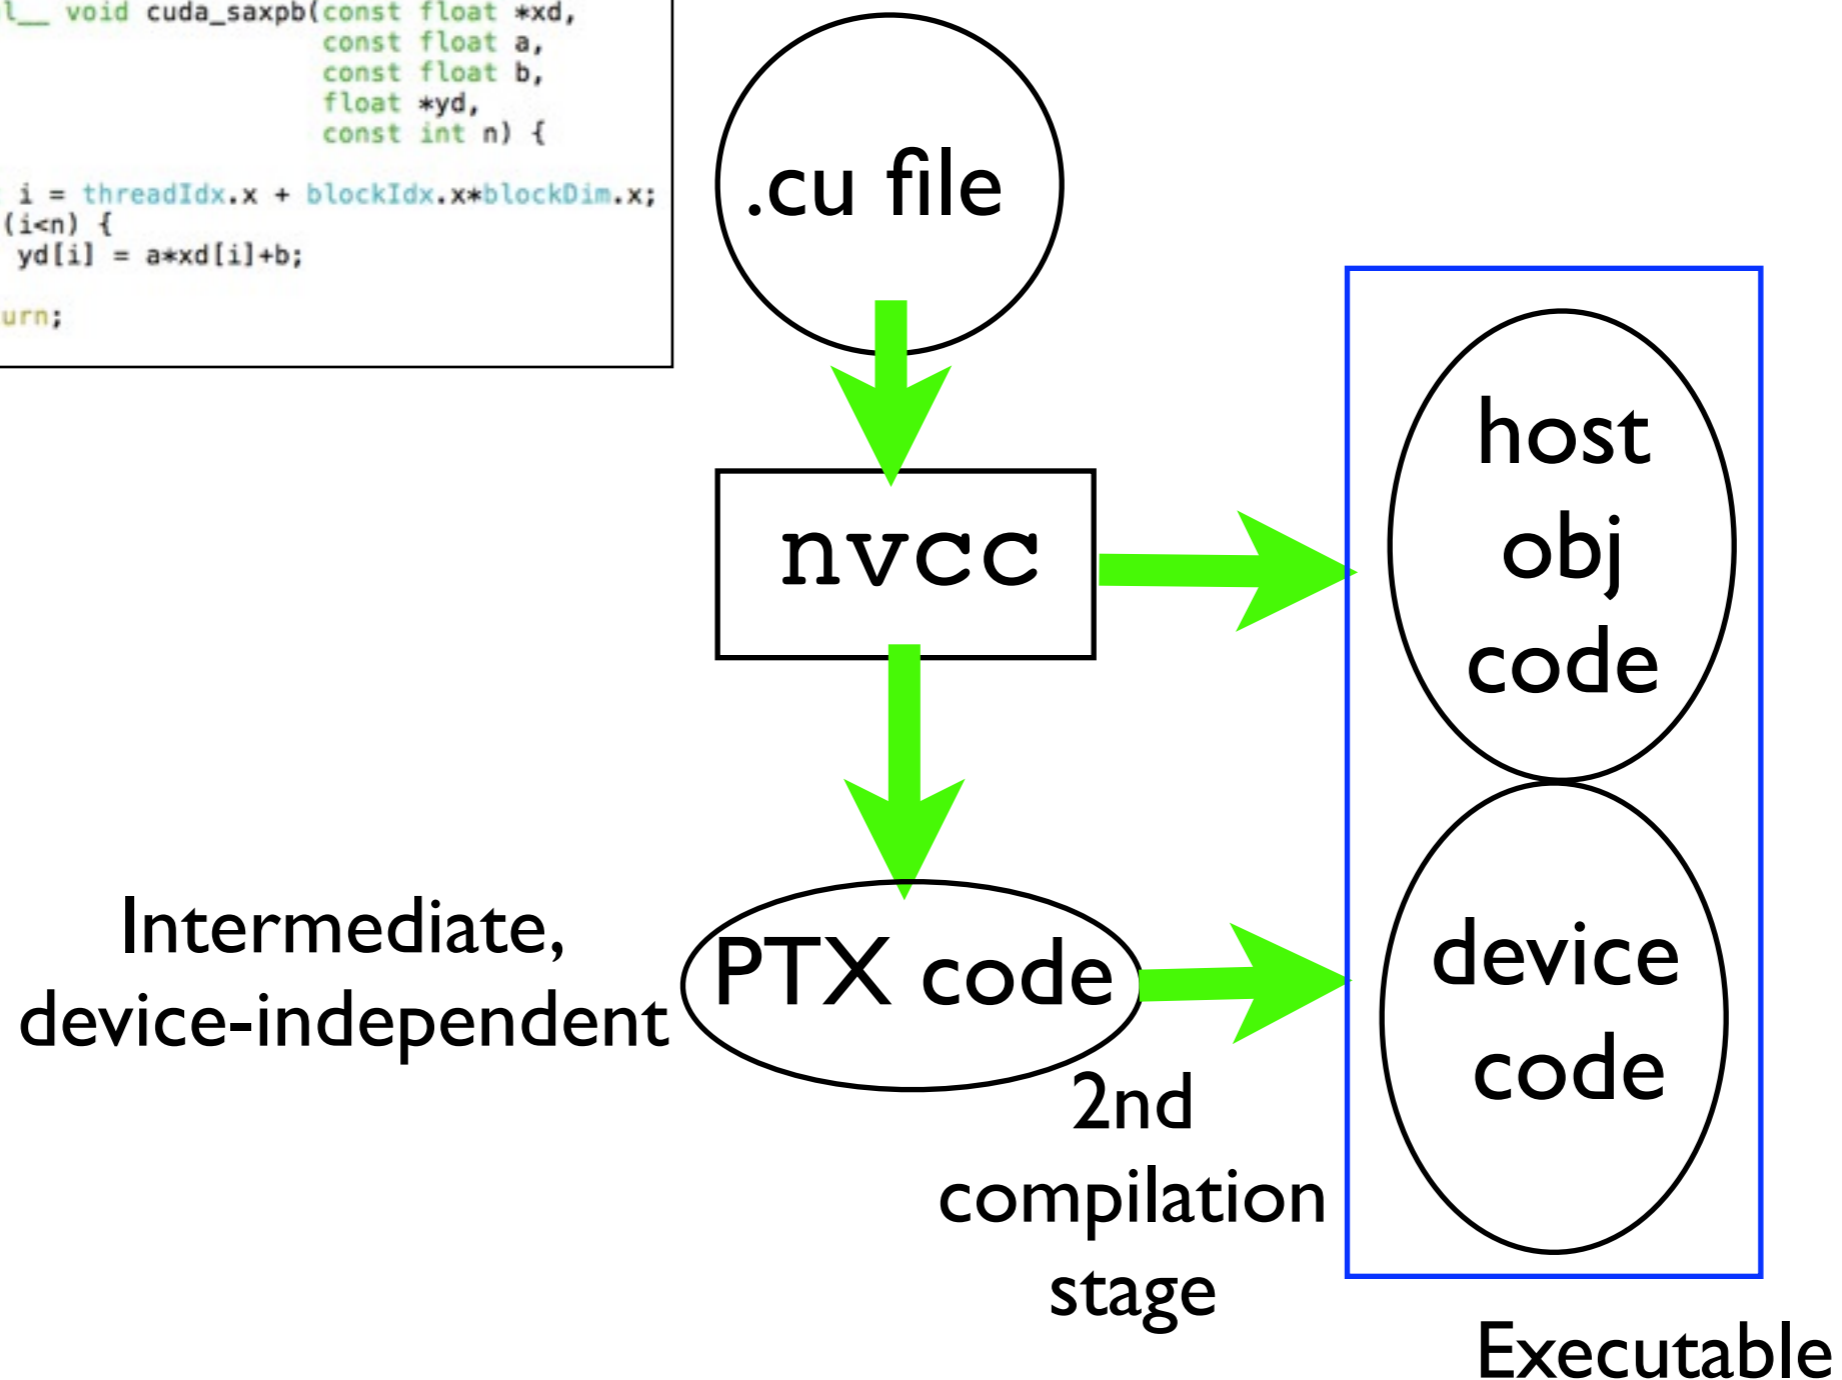 l__ void cuda_saxpb(const float *xd,
const float a,
const float b,
float *yd,
const int n) {
i = threadIdx.x + blockIdx.x*blockDim.x;
(i<n) {
yd[i] = a*xd[i]+b;
urn;
.cu file
nvcc
host
obj
code
Intermediate,
device-independent
PTX code
device
code
2nd
compilation
stage
Executable